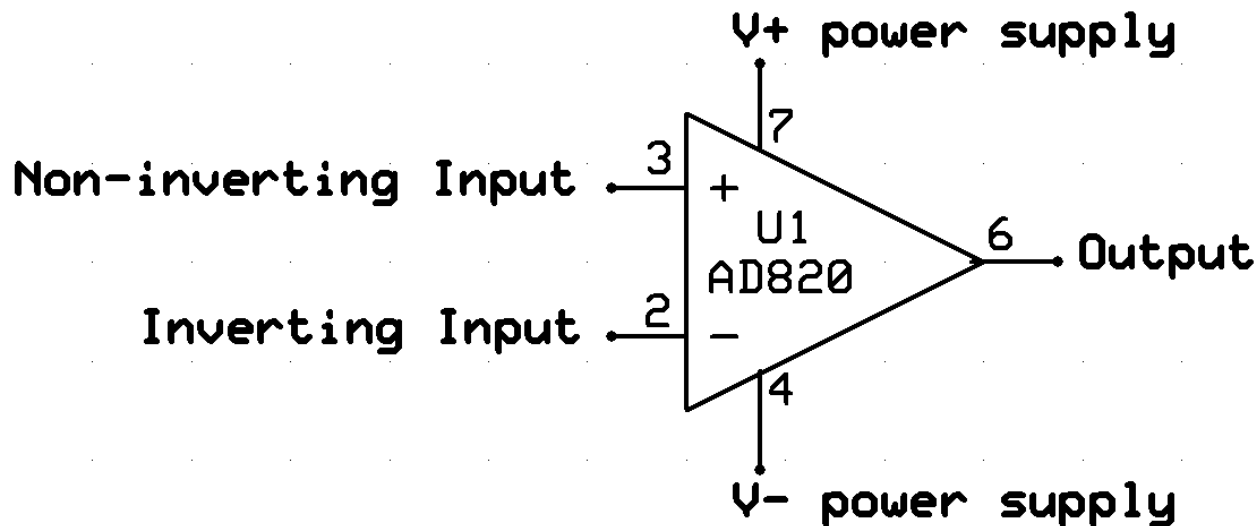 V+ power supply
7
Non-inverting Input
3
+
U1
6
Output
AD820
Inverting Input
2
-
4
V- power supply